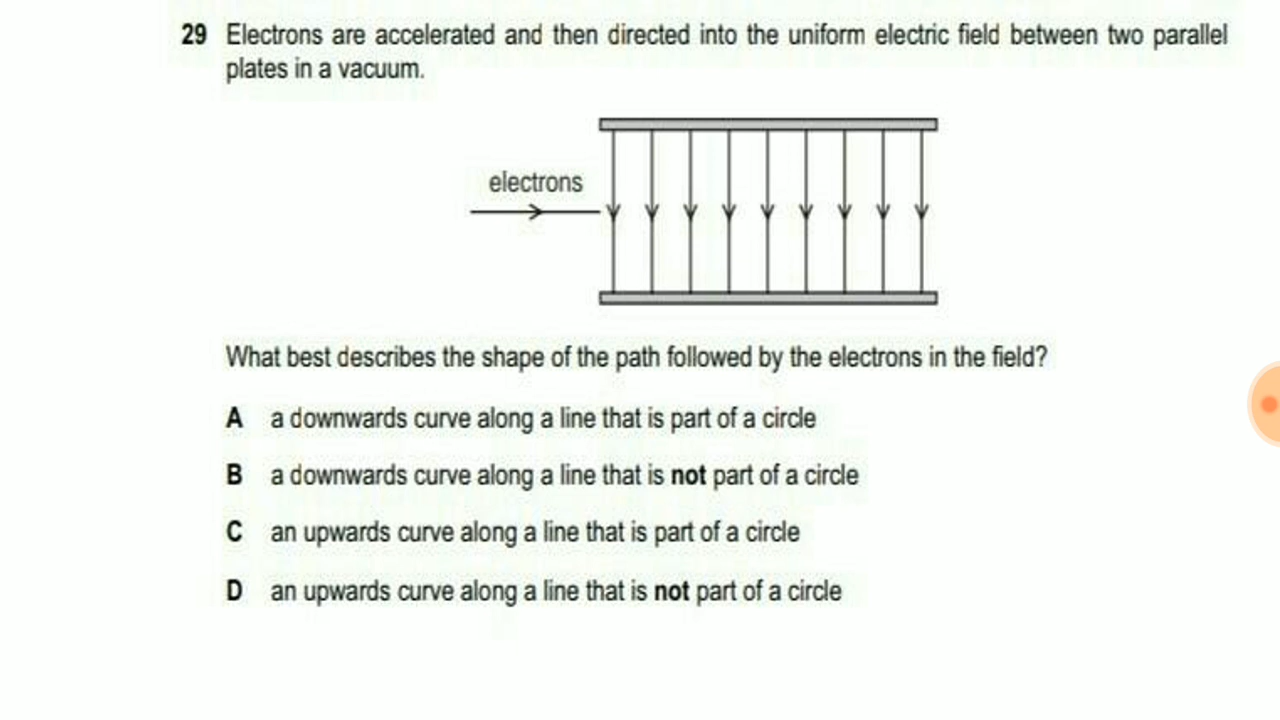 29 Electrons are accelerated and then directed into the uniform electric field between two parallel
plates in a vacuum.
electrons
What best describes the shape of the path followed by the electrons in the field?
A a downwards curve along a line that is part of a circle
B a downwards curve along a line that is not part of a circle
C an upwards curve along a line that is part of a circle
D an upwards curve along a line that is not part of a circle